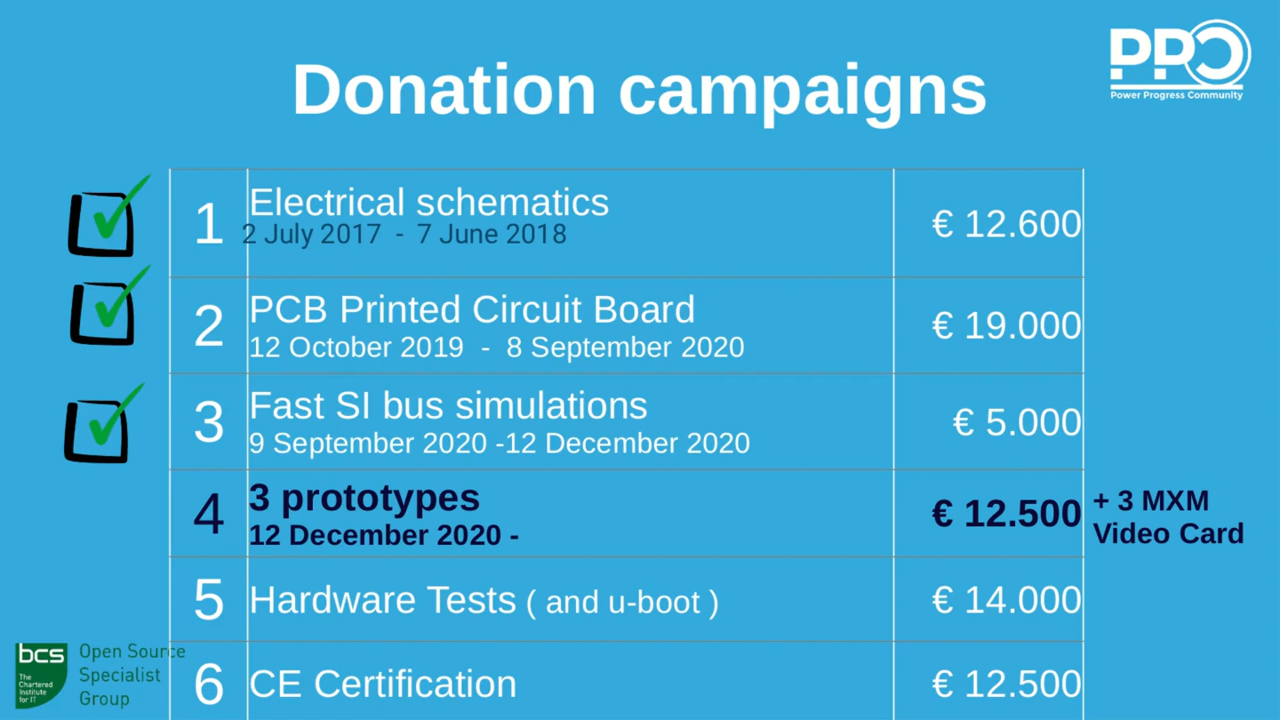 PPC
Power Progress Community
Donation campaigns
1
Electrical schematics
2 July 2017 - 7 June 2018
€ 12.600
2
PCB Printed Circuit Board
12 October 2019 - 8 September 2020
€ 19.000
3
Fast SI bus simulations
9 September 2020 -12 December 2020
€ 5.000
4
3 prototypes
12 December 2020 -
€ 12.500
+ 3 MXM
Video Card
5
Hardware Tests ( and u-boot )
€ 14.000
6
CE Certification
€ 12.500
bcs
The
Chartered
Institute
for IT
Open Source
Specialist
Group